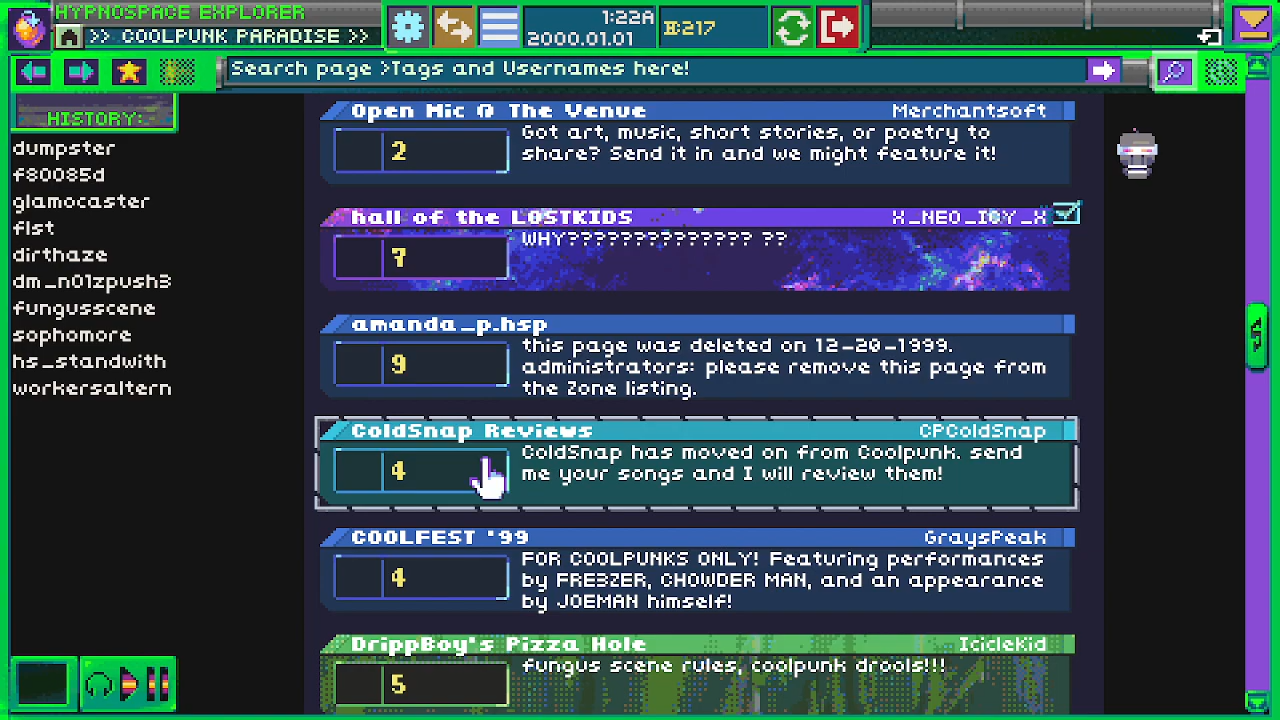 HYPNOSPACE EXPLORER
>> COOLPUNK PARADISE >>
1:22A
2000.01.01
217
Search page >Tags and Usernames here!
HISTORY:
dumpster
f80085d
glamocaster
flst
dirthaze
dm_n01zpush3
fungusscene
sophomore
hs_standwith
workersaltern
Open Mic @ The Venue
Merchantsoft
2
Got art, music, short stories, or poetry to
share? Send it in and we might feature it!
hall of the LOSTKIDS
X_NEO_IOY_X
7
WHY?????????????? ??
amanda_p.hsp
9
this page was deleted on 12-20-1999.
administrators: please remove this page from
the Zone listing.
ColdSnap Reviews
CPColdSnap
4
ColdSnap has moved on from Coolpunk. send
me your songs and I will review them!
COOLFEST '99
GraysPeak
4
FOR COOLPUNKS ONLY! Featuring performances
by FRE3ZER, CHOWDER MAN, and an appearance
by JOEMAN himself!
DrippBoy's Pizza Hole
IcicleKid
5
fungus scene rules, coolpunk drools!!!